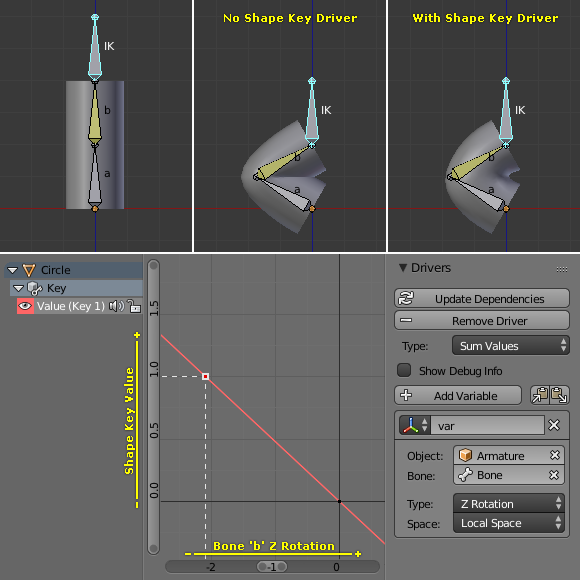 No Shape Key Driver
With Shape Key Driver
IK
IK
IK
b
b
b
a
a
a
Circle
Key
Value (Key 1)
Shape Key Value
1.5
1.0
0.5
0.0
Bone 'b' Z Rotation
-2
-1
0
Drivers
Update Dependencies
Remove Driver
Type: Sum Values
Show Debug Info
Add Variable
var
Object: Armature
Bone: Bone
Type: Z Rotation
Space: Local Space